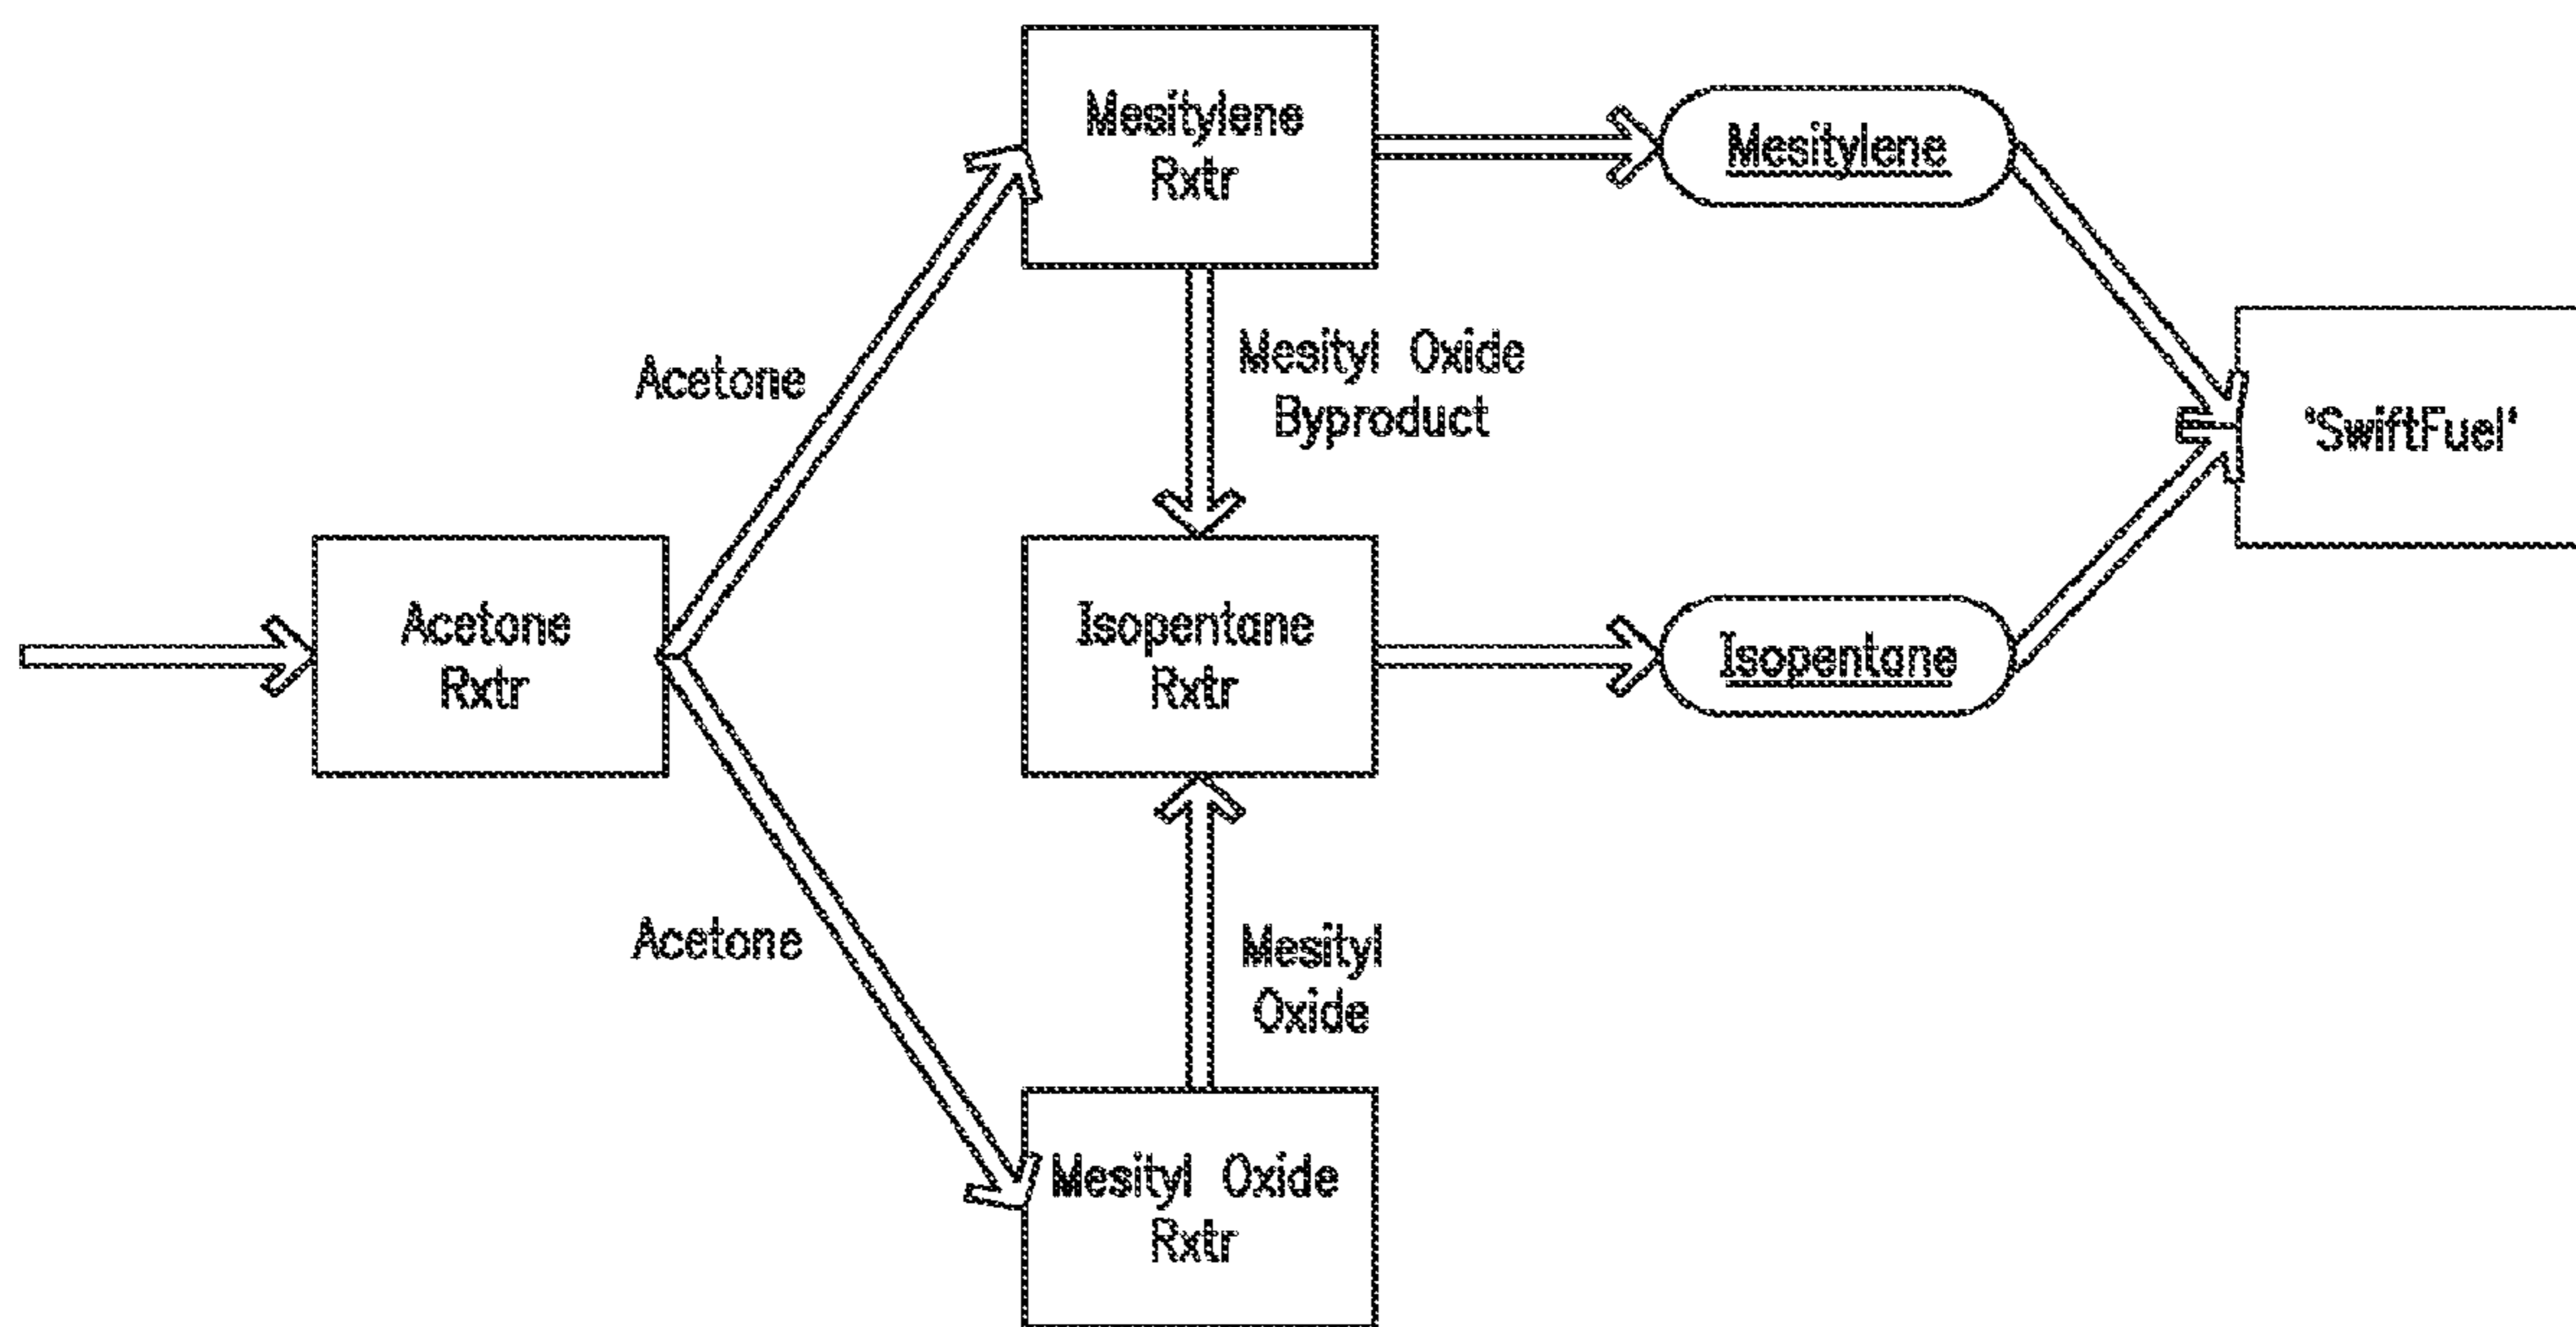 Mesitylene
Rxtr
Mesitylene
Acetone
Mesityl Oxide
Byproduct
'SwiftFuel'
Acetone
Rxtr
Isopentane
Rxtr
Isopentane
Acetone
Mesityl
Oxide
Mesityl Oxide
Rxtr